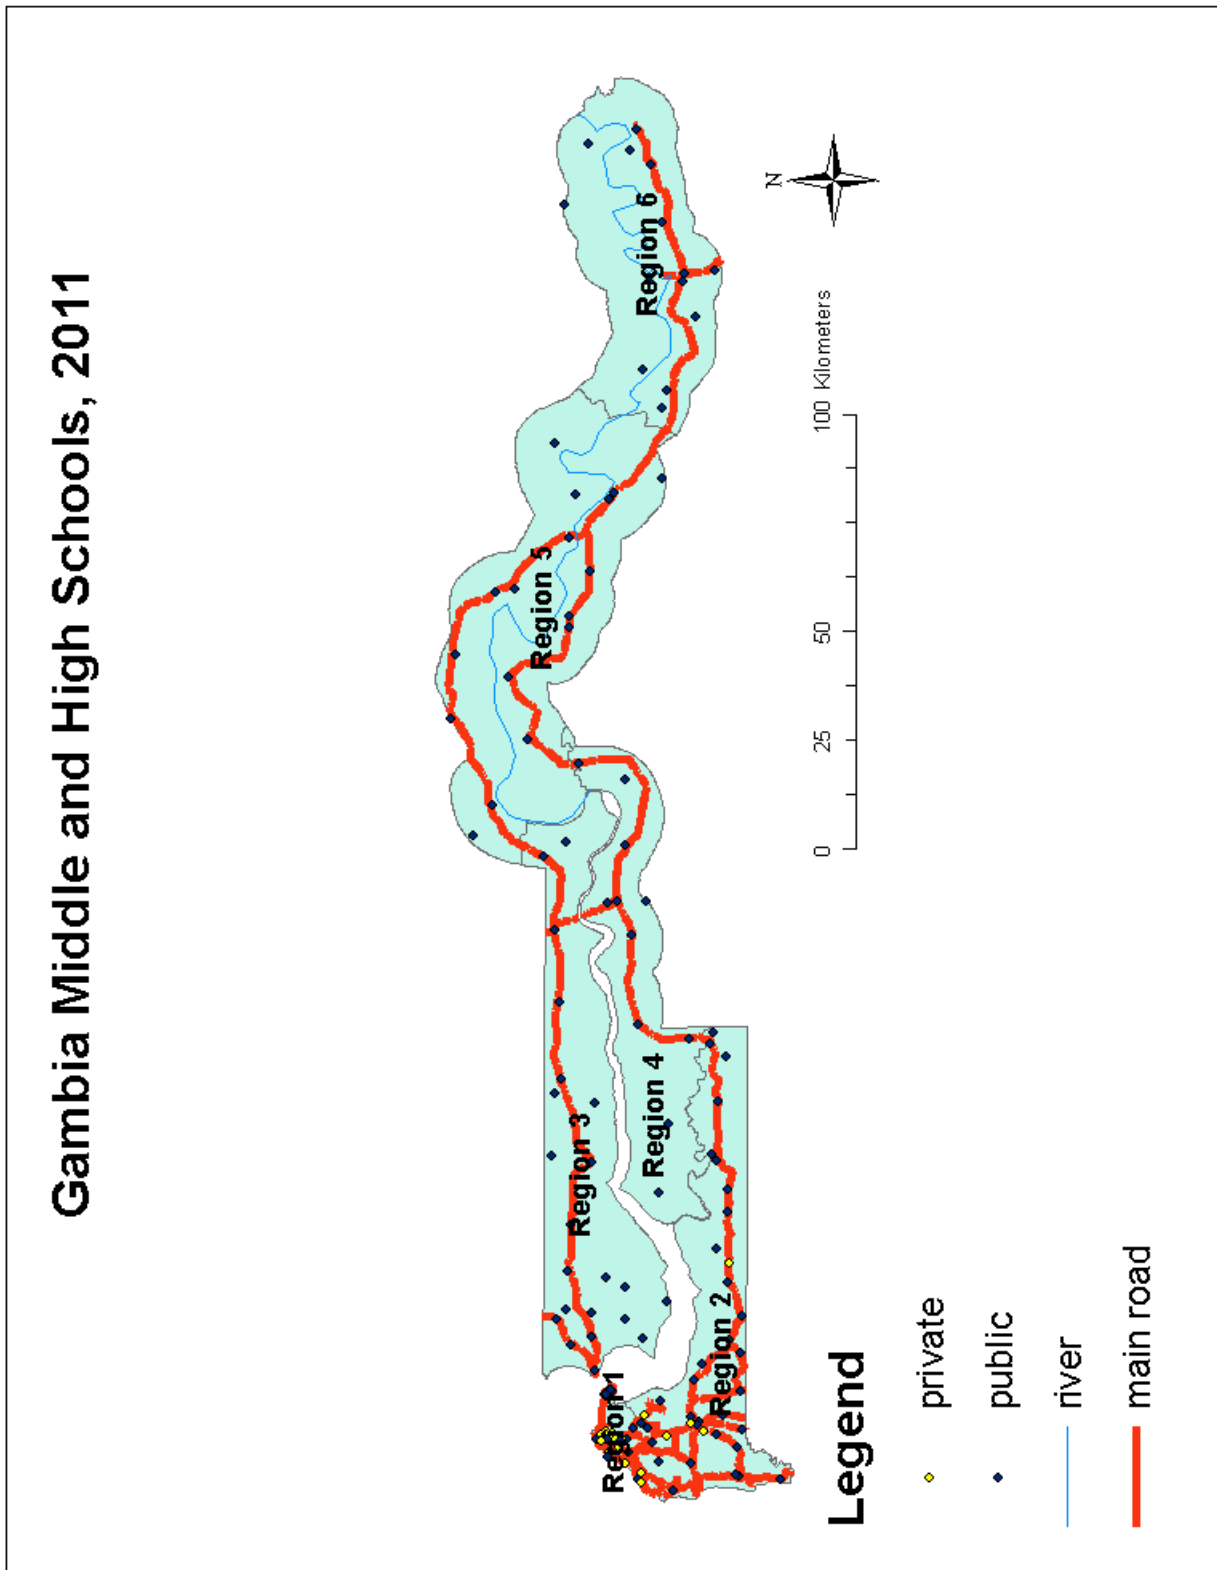 Gambia Middle and High Schools, 2011
Region 1
Region 2
Region 3
Region 4
Region 5
Region 6
N
0 25 50 100 Kilometers
Legend
private
public
river
main road